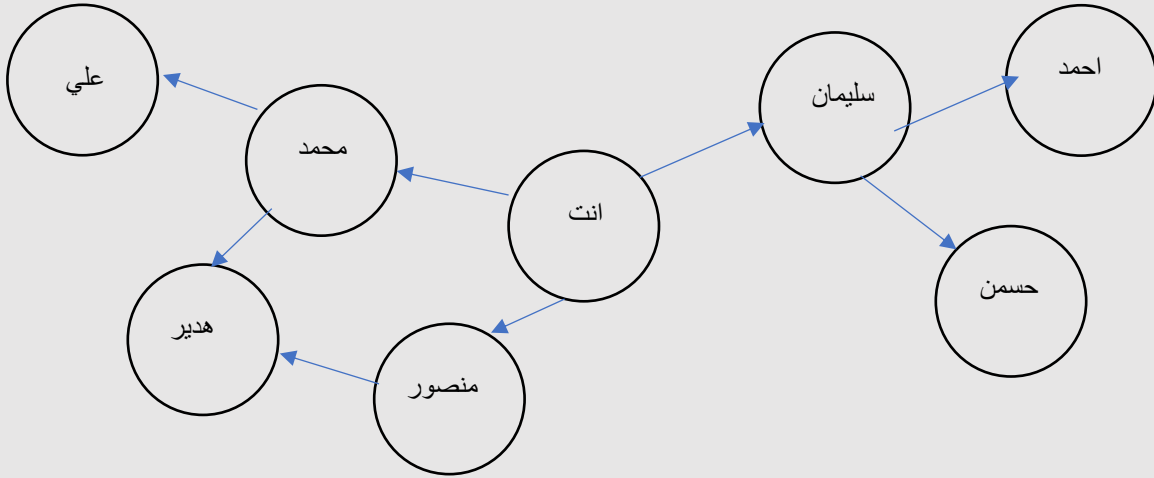 احمد
سليمان
علي
محمد
انت
حسمن
هدير
منصور